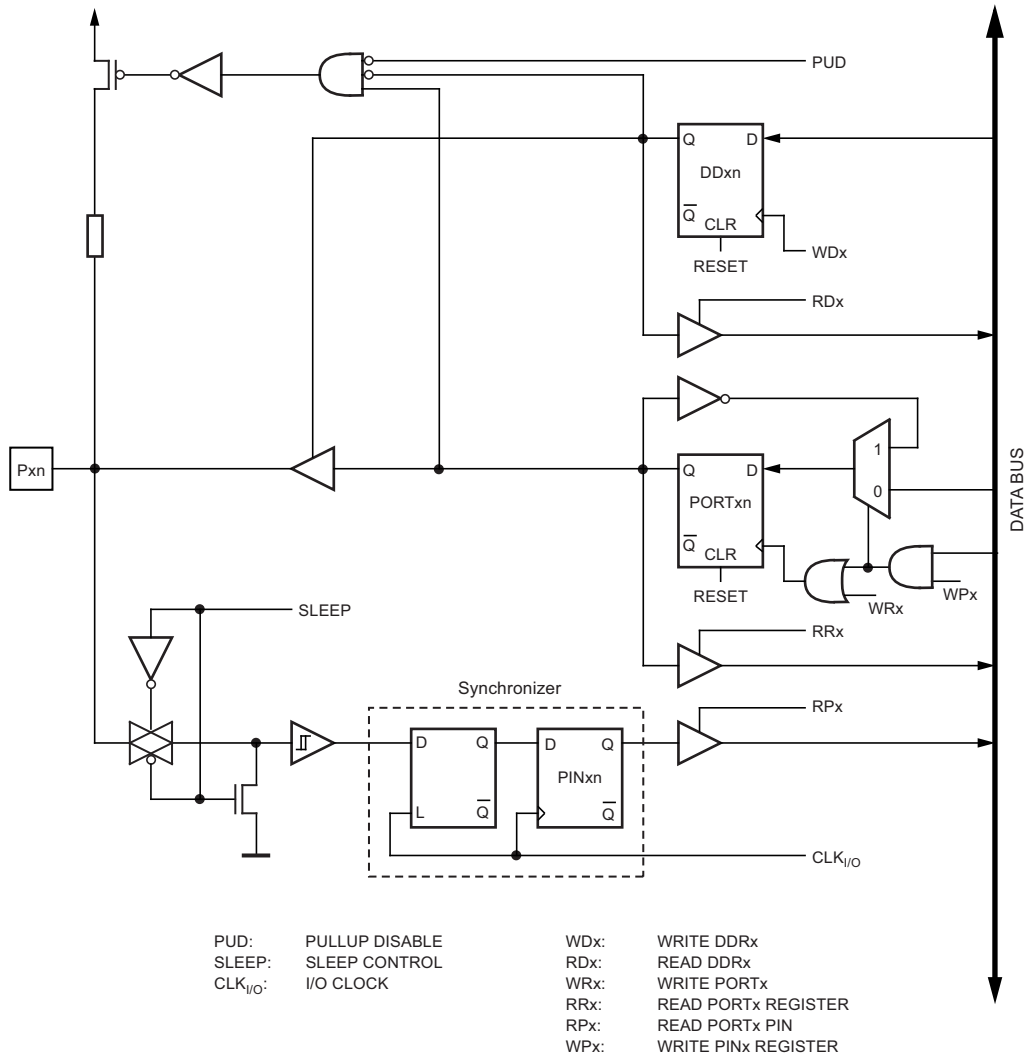 PUD
Q D
DDxn
Q
CLR
RESET
WDx
RDx
1
0
Pxn
Q D
PORTxn
Q
CLR
RESET
WRx
WPx
DATA BUS
SLEEP
RRx
Synchronizer
RPx
D Q
L Q
D Q
PINxn
Q
CLKI/O
PUD: PULLUP DISABLE
SLEEP: SLEEP CONTROL
CLKI/O: I/O CLOCK
WDx: WRITE DDRx
RDx: READ DDRx
WRx: WRITE PORTx
RRx: READ PORTx REGISTER
RPx: READ PORTx PIN
WPx: WRITE PINx REGISTER